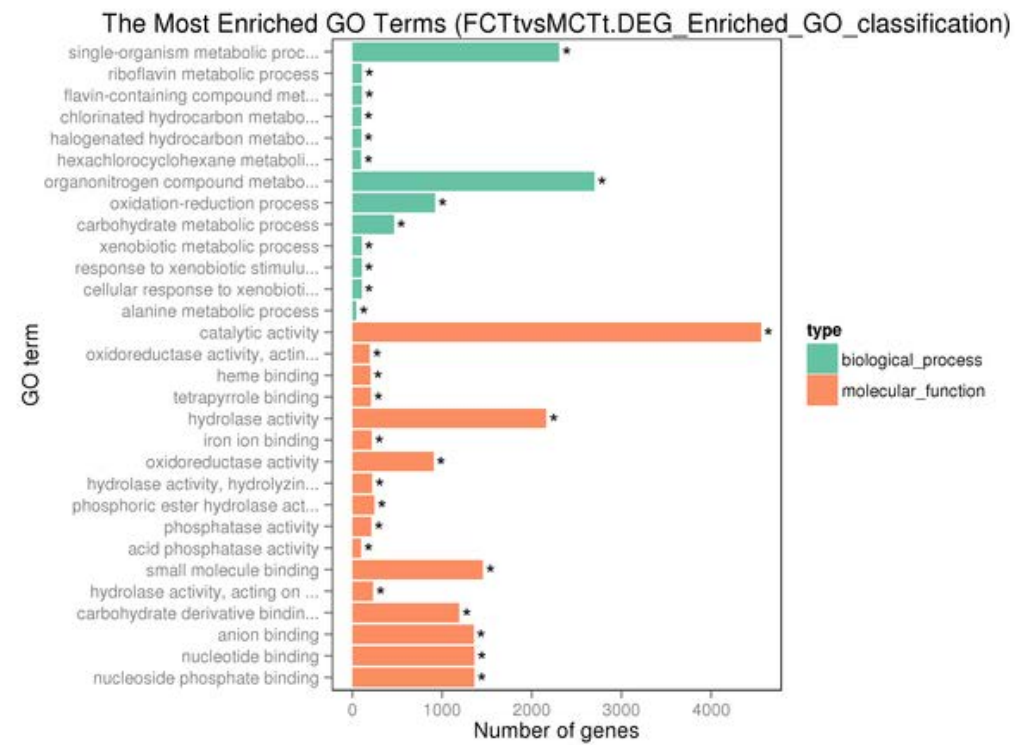 The Most Enriched GO Terms (FCTtvsMCTt.DEG_Enriched_GO_classification)
single-organism metabolic proc...
riboflavin metabolic process
flavin-containing compound met...
chlorinated hydrocarbon metabo...
halogenated hydrocarbon metabo...
hexachlorocyclohexane metaboli...
organonitrogen compound metabo...
oxidation-reduction process
carbohydrate metabolic process
xenobiotic metabolic process
response to xenobiotic stimulu...
cellular response to xenobioti...
alanine metabolic process
catalytic activity
oxidoreductase activity, actin...
heme binding
tetrapyrrole binding
hydrolase activity
iron ion binding
oxidoreductase activity
hydrolase activity, hydrolyzin...
phosphoric ester hydrolase act...
phosphatase activity
acid phosphatase activity
small molecule binding
hydrolase activity, acting on ...
carbohydrate derivative bindin...
anion binding
nucleotide binding
nucleoside phosphate binding
GO term
0 1000 2000 3000 4000
Number of genes
type
biological_process
molecular_function